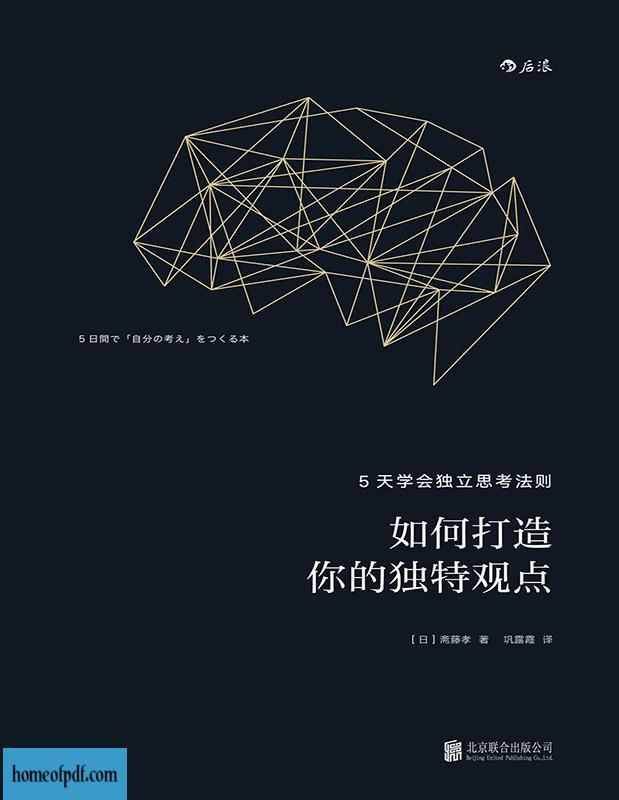 后浪
5日間で「自分の考え」をつくる本
5 天学会独立思考法则
如何打造
你的独特观点
[日] 斋藤孝 著 巩露霞 译
北京联合出版公司
Beijing United Publishing Co.,Ltd.
homeofpdf.com